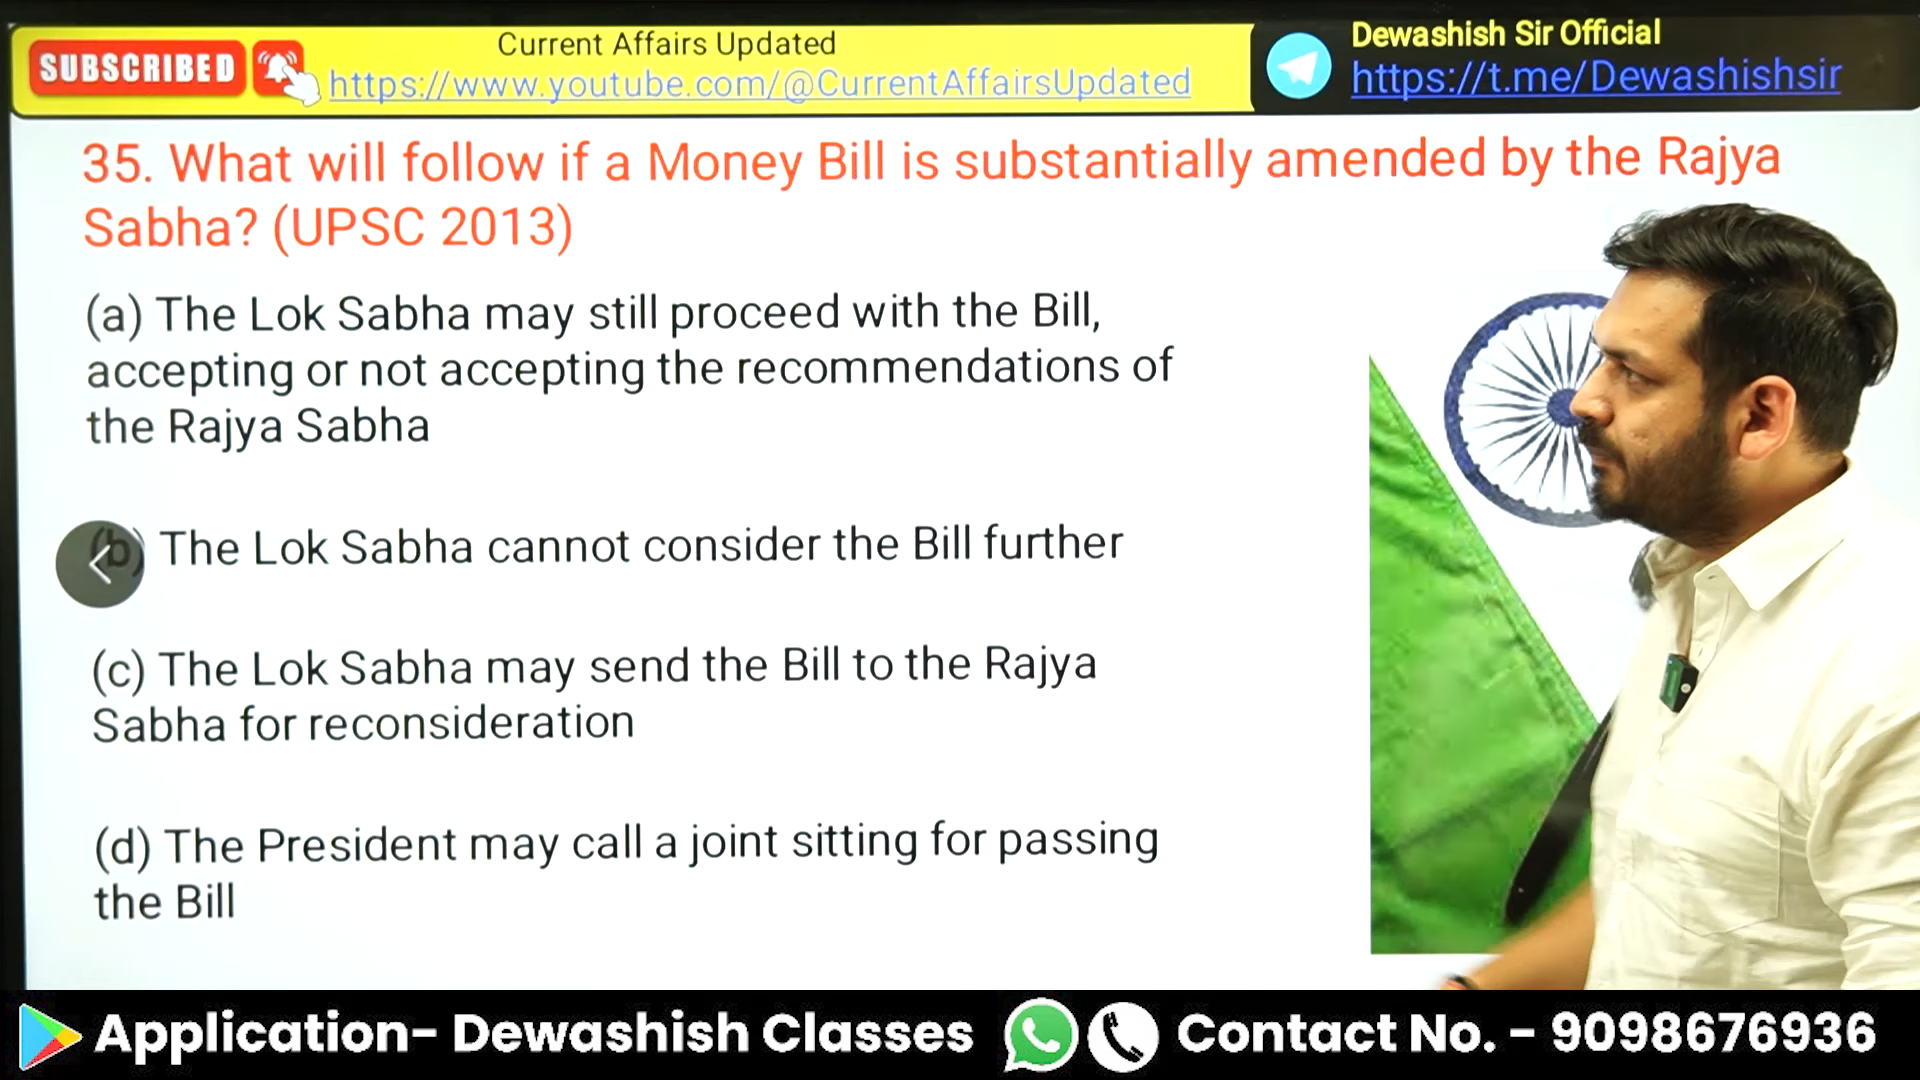 SUBSCRIBED
Current Affairs Updated
https://www.youtube.com/@CurrentAffairsUpdated
Dewashish Sir Official
https://t.me/Dewashishsir
35. What will follow if a Money Bill is substantially amended by the Rajya
Sabha? (UPSC 2013)
(a) The Lok Sabha may still proceed with the Bill,
accepting or not accepting the recommendations of
the Rajya Sabha
(b) The Lok Sabha cannot consider the Bill further
(c) The Lok Sabha may send the Bill to the Rajya
Sabha for reconsideration
(d) The President may call a joint sitting for passing
the Bill
Application- Dewashish Classes
Contact No. - 9098676936